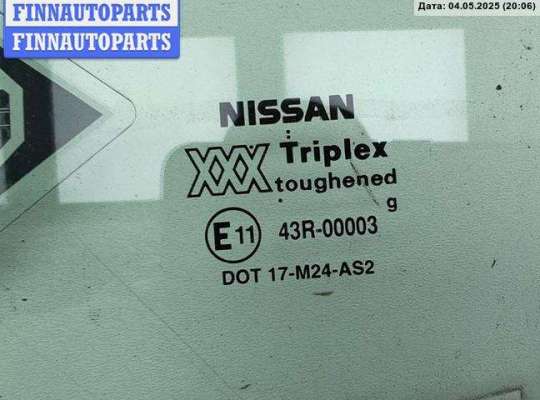 FINNAUTOPARTS
FINNAUTOPARTS
Дата: 04.05.2025 (20:06)
NISSAN
XXX Triplex
toughened
g
E11 43R-00003
DOT 17-M24-AS2